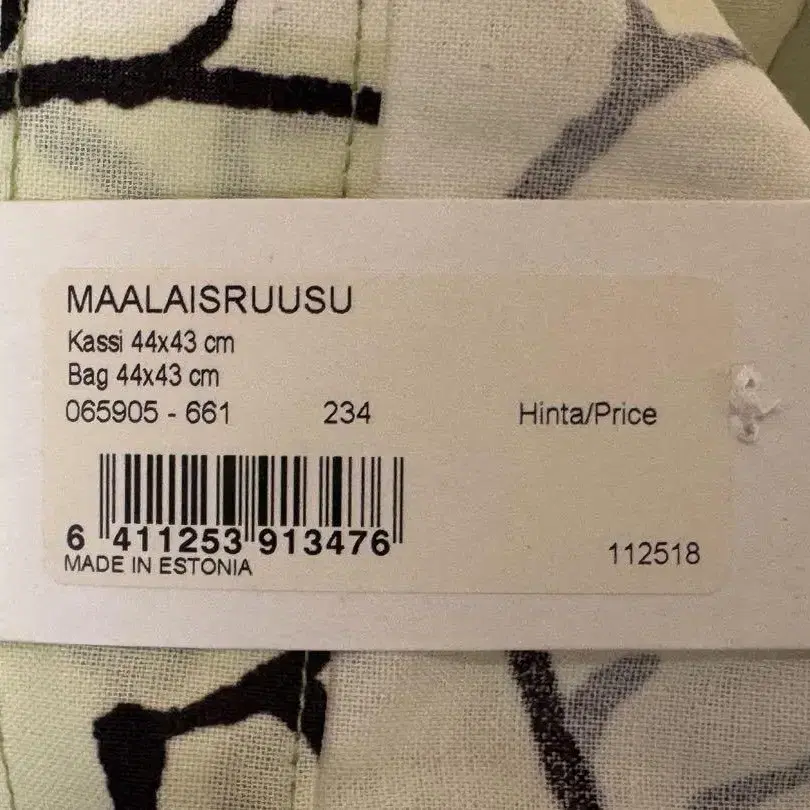 MAALAISRUUSU
Kassi 44x43 cm
Bag 44x43 cm
065905 - 661 234 Hinta/Price
6 411253 913476
MADE IN ESTONIA
112518